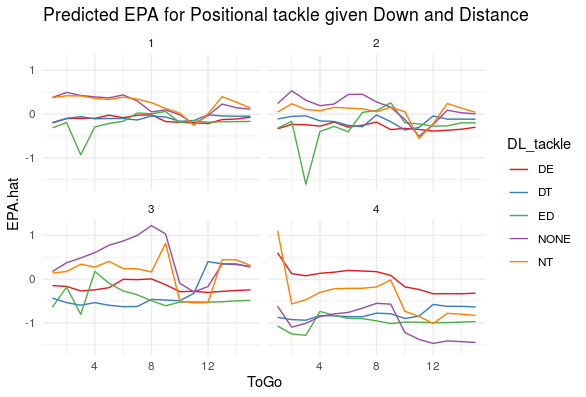 Predicted EPA for Positional tackle given Down and Distance
1
2
1
0
-1
3
4
1
0
-1
4
8
12
4
8
12
ToGo
EPA.hat
DL_tackle
DE
DT
ED
NONE
NT